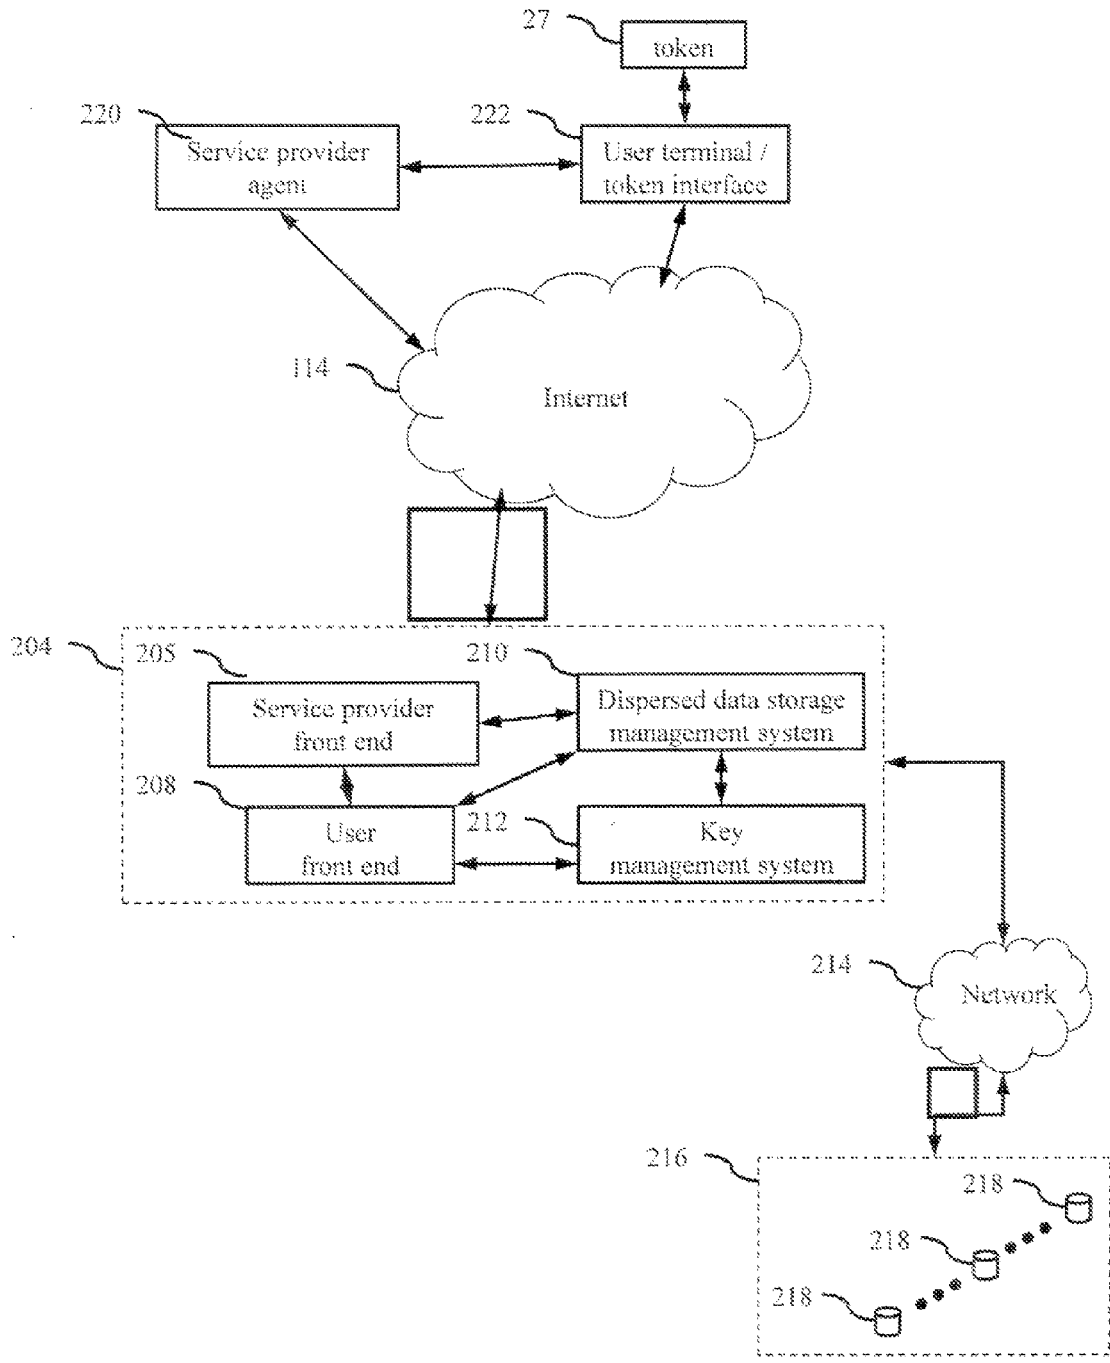 27
token
220
222
Service provider
agent
User terminal /
token interface
114
Internet
204
205
210
Service provider
front end
Dispersed data storage
management system
208
212
User
front end
Key
management system
214
Network
216
218
218
218